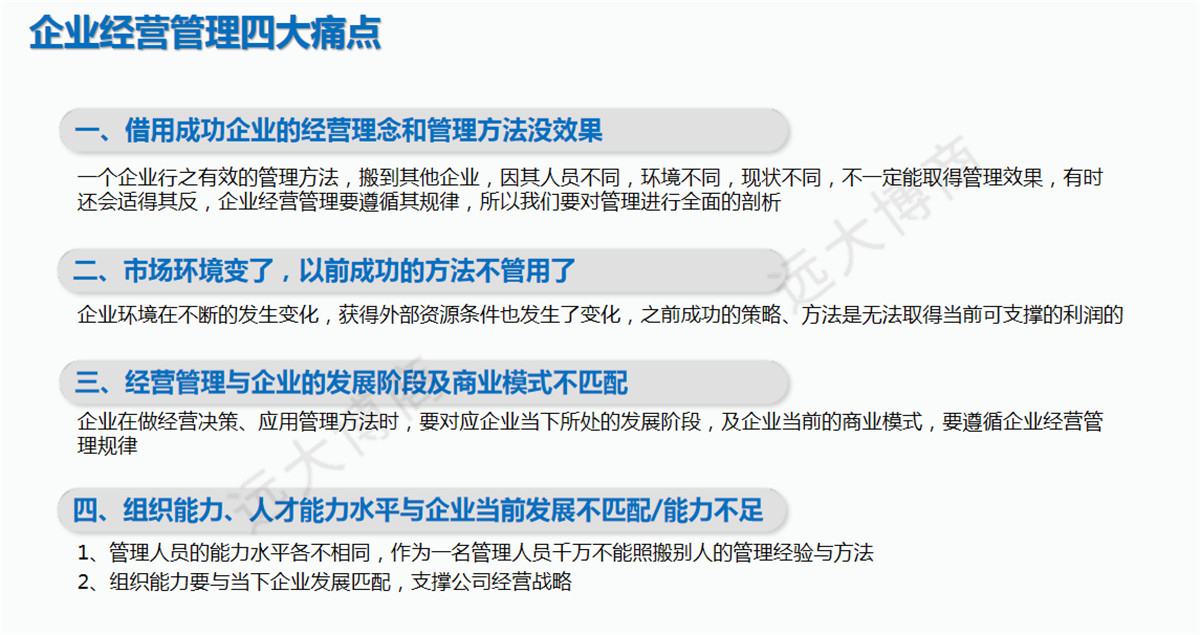 企业经营管理四大痛点
一、借用成功企业的经营理念和管理方法没效果
一个企业行之有效的管理方法，搬到其他企业，因其人员不同，环境不同，现状不同，不一定能取得管理效果，有时
还会适得其反，企业经营管理要遵循其规律，所以我们要对管理进行全面的剖析
二、市场环境变了，以前成功的方法不管用了
企业环境在不断的发生变化，获得外部资源条件也发生了变化，之前成功的策略、方法是无法取得当前可支撑的利润的
三、经营管理与企业的发展阶段及商业模式不匹配
企业在做经营决策、应用管理方法时，要对应企业当下所处的发展阶段，及企业当前的商业模式，要遵循企业经营管
理规律
四、组织能力、人才能力水平与企业当前发展不匹配/能力不足
1、管理人员的能力水平各不相同，作为一名管理人员千万不能照搬别人的管理经验与方法
2、组织能力要与当下企业发展匹配，支撑公司经营战略
远大博商
远大博商